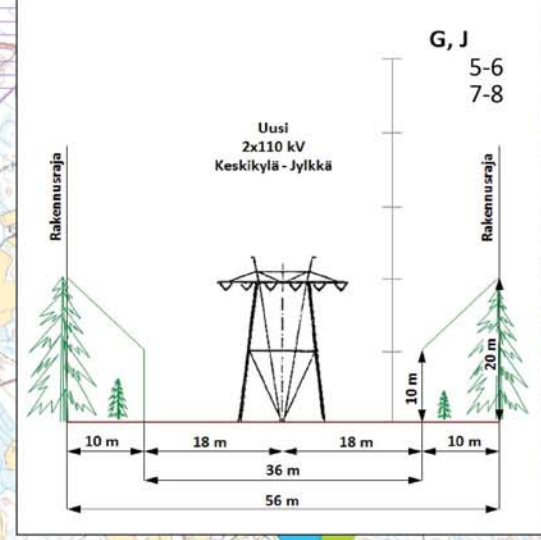 G, J
5-6
7-8
Uusi
2x110 kV
Keskikylä - Jylkkä
Rakennusraja
Rakennusraja
20 m
10 m
10 m
18 m
18 m
10 m
36 m
56 m